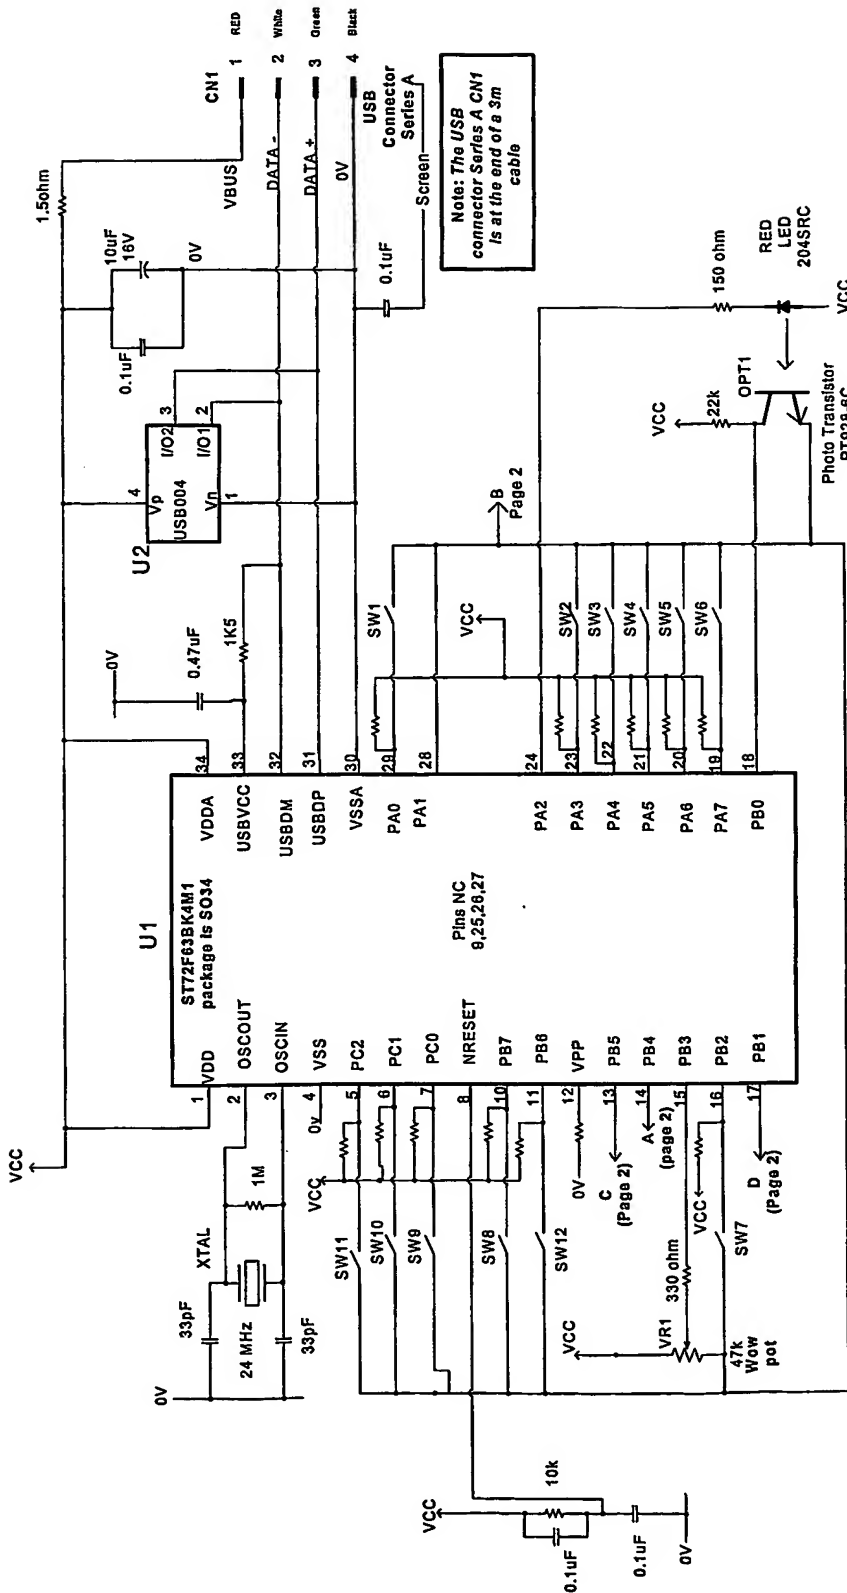 CN1
1 RED
2 White
3 Green
4 Black
USB
Connector
Series A
1.5ohm
VBUS
DATA -
DATA +
0V
Screen
Note: The USB
connector Series A CN1
is at the end of a 3m
cable
10uF
16V
0V
0.1uF
0.1uF
U2
USB004
4
Vp
Vn
1
I/O2
3
I/O1
2
0V
0.47uF
1K5
VCC
150 ohm
RED
LED
204SRC
VCC
OPT1
VCC
22k
Photo Transistor
B
Page 2
VCC
SW1
SW2
SW3
SW4
SW5
SW6
U1
ST72F63BK4M1
package is SO34
Pins NC
9,25,26,27
34
VDDA
33
USBVCC
32
USBDM
31
USBDP
30
VSSA
29
PA0
28
PA1
24
PA2
23
PA3
22
PA4
21
PA5
20
PA6
19
PA7
18
PB0
VDD
1
OSCOUT
2
OSCIN
3
VSS
4
PC2
5
PC1
6
PC0
7
NRESET
8
PB7
10
PB6
11
VPP
12
PB5
13
PB4
14
PB3
15
PB2
16
PB1
17
XTAL
1M
33pF
24 MHz
33pF
0V
0v
VCC
SW11
SW10
SW9
SW8
SW12
0V
C
(Page 2)
A
(page 2)
330 ohm
VCC
SW7
D
(Page 2)
VCC
VR1
47k
Wow
pot
VCC
10k
0.1uF
0.1uF
0V